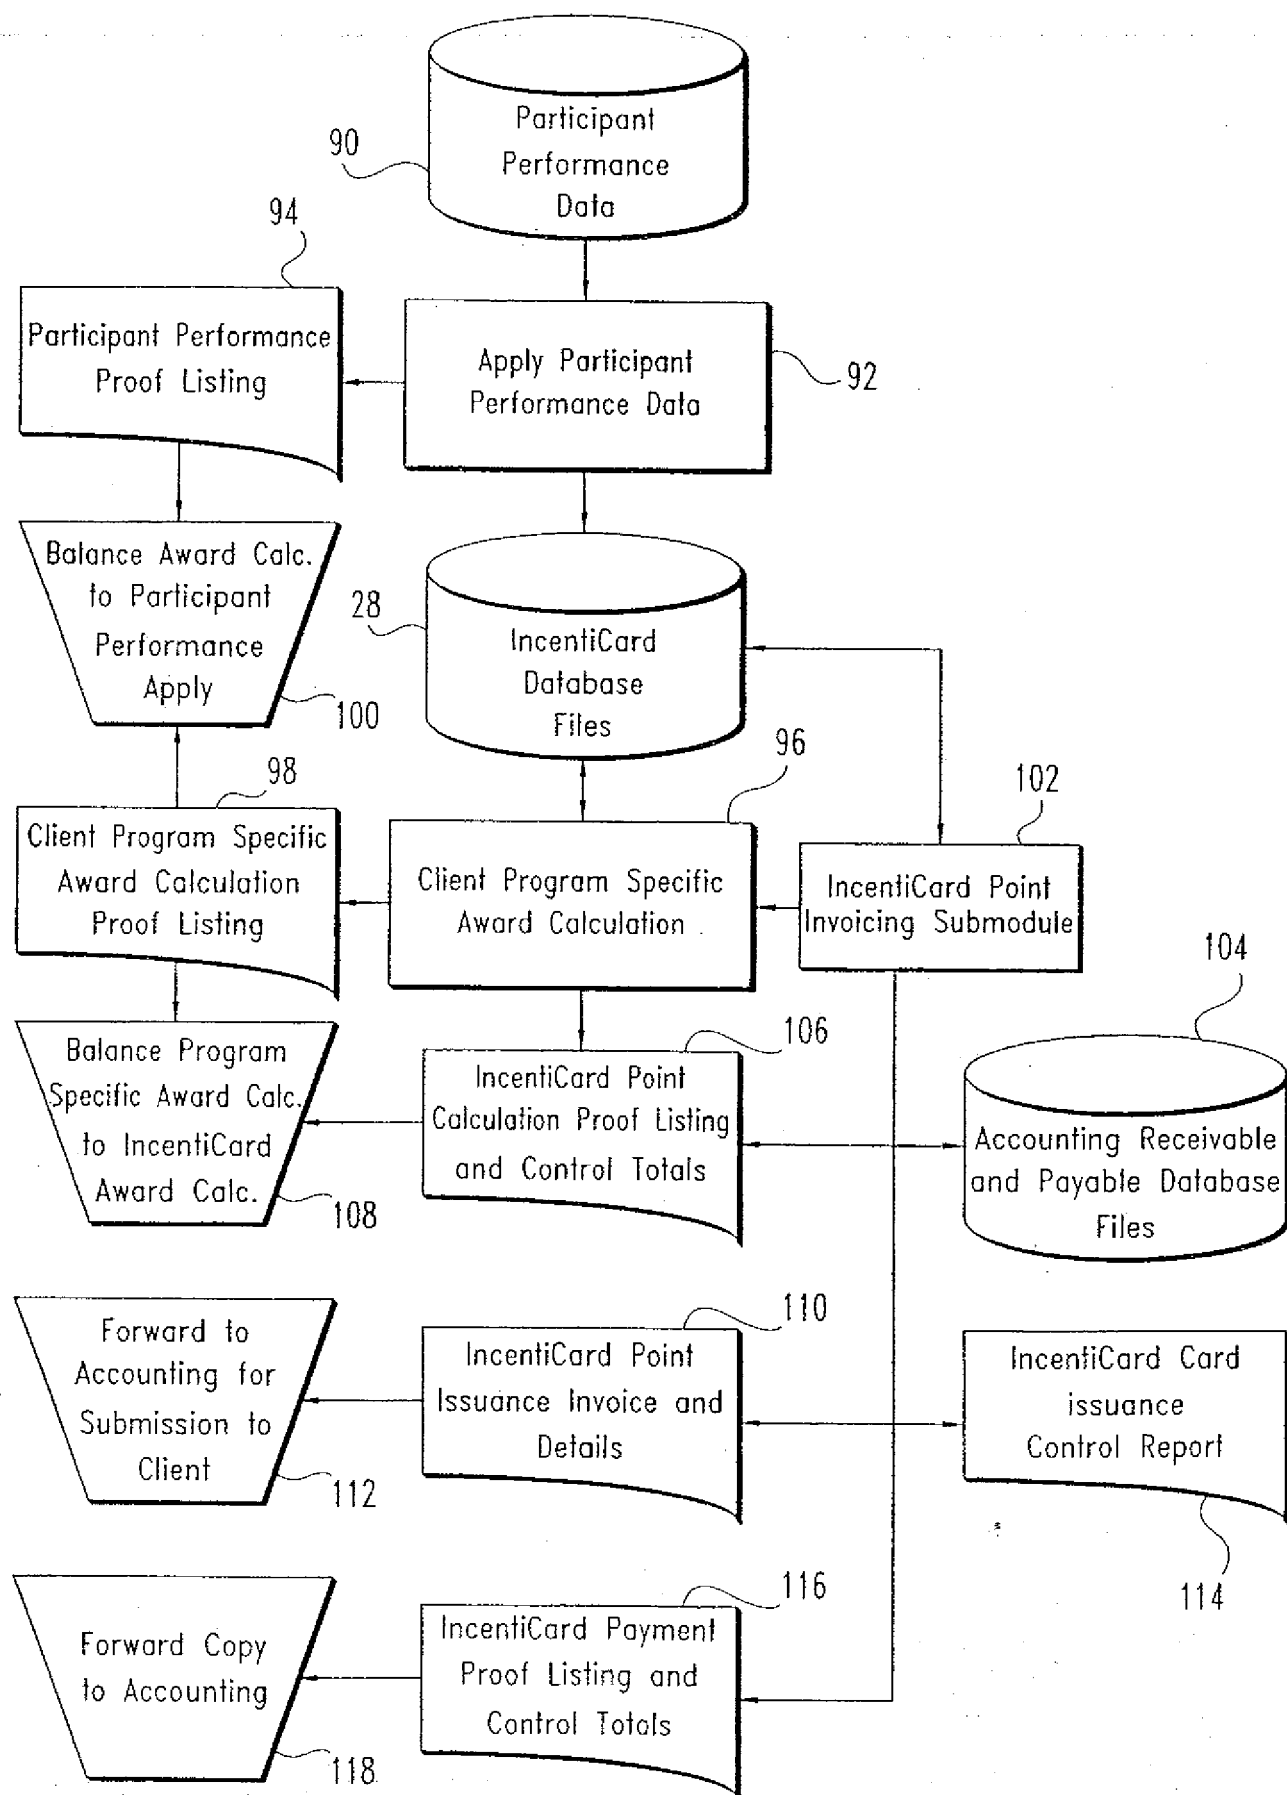 90
Participant
Performance
Data
94
Participant Performance
Proof Listing
Apply Participant
Performance Data
92
Balance Award Calc.
to Participant
Performance
Apply
100
28
IncentiCard
Database
Files
98
96
102
Client Program Specific
Award Calculation
Proof Listing
Client Program Specific
Award Calculation
IncentiCard Point
Invoicing Submodule
104
Balance Program
Specific Award Calc.
to IncentiCard
Award Calc.
108
106
IncentiCard Point
Calculation Proof Listing
and Control Totals
Accounting Receivable
and Payable Database
Files
Forward to
Accounting for
Submission to
Client
112
110
IncentiCard Point
Issuance Invoice and
Details
IncentiCard Card
issuance
Control Report
114
Forward Copy
to Accounting
118
116
IncentiCard Payment
Proof Listing and
Control Totals